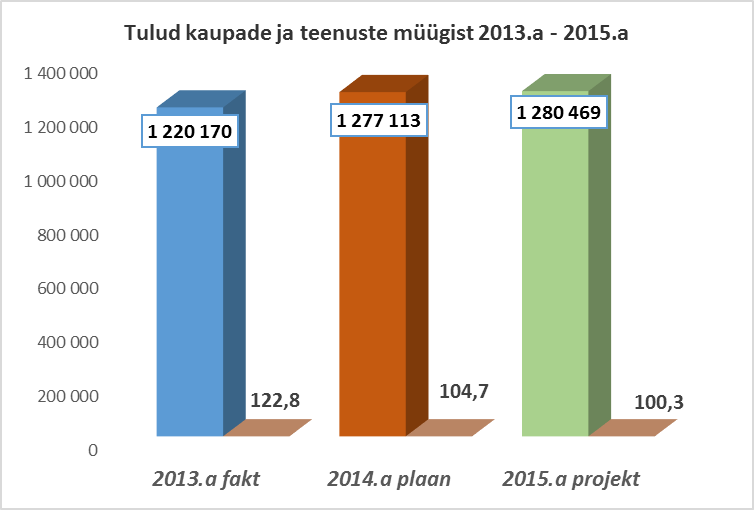 Tulud kaupade ja teenuste müügist 2013.a - 2015.a
1 400 000
1 200 000
1 000 000
800 000
600 000
400 000
200 000
0
1 220 170
1 277 113
1 280 469
122,8
104,7
100,3
2013.a fakt
2014.a plaan
2015.a projekt